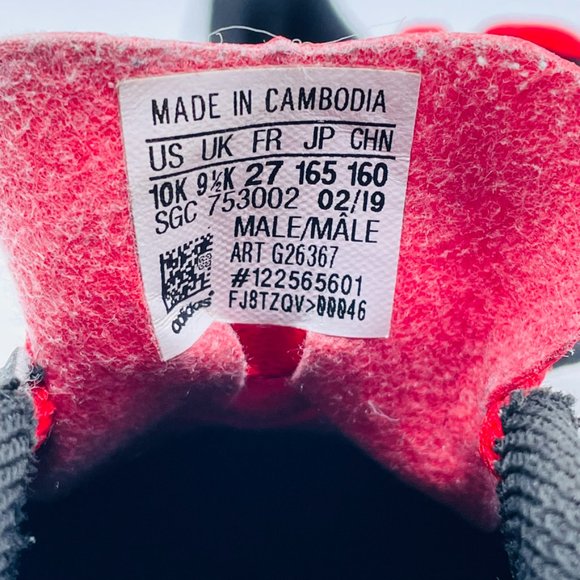 MADE IN CAMBODIA
US UK FR JP CHN
10K 9½K 27 165 160
SGC 753002 02/19
MALE/MÂLE
ART G26367
#122565601
FJ8TZQV>00046
adidas